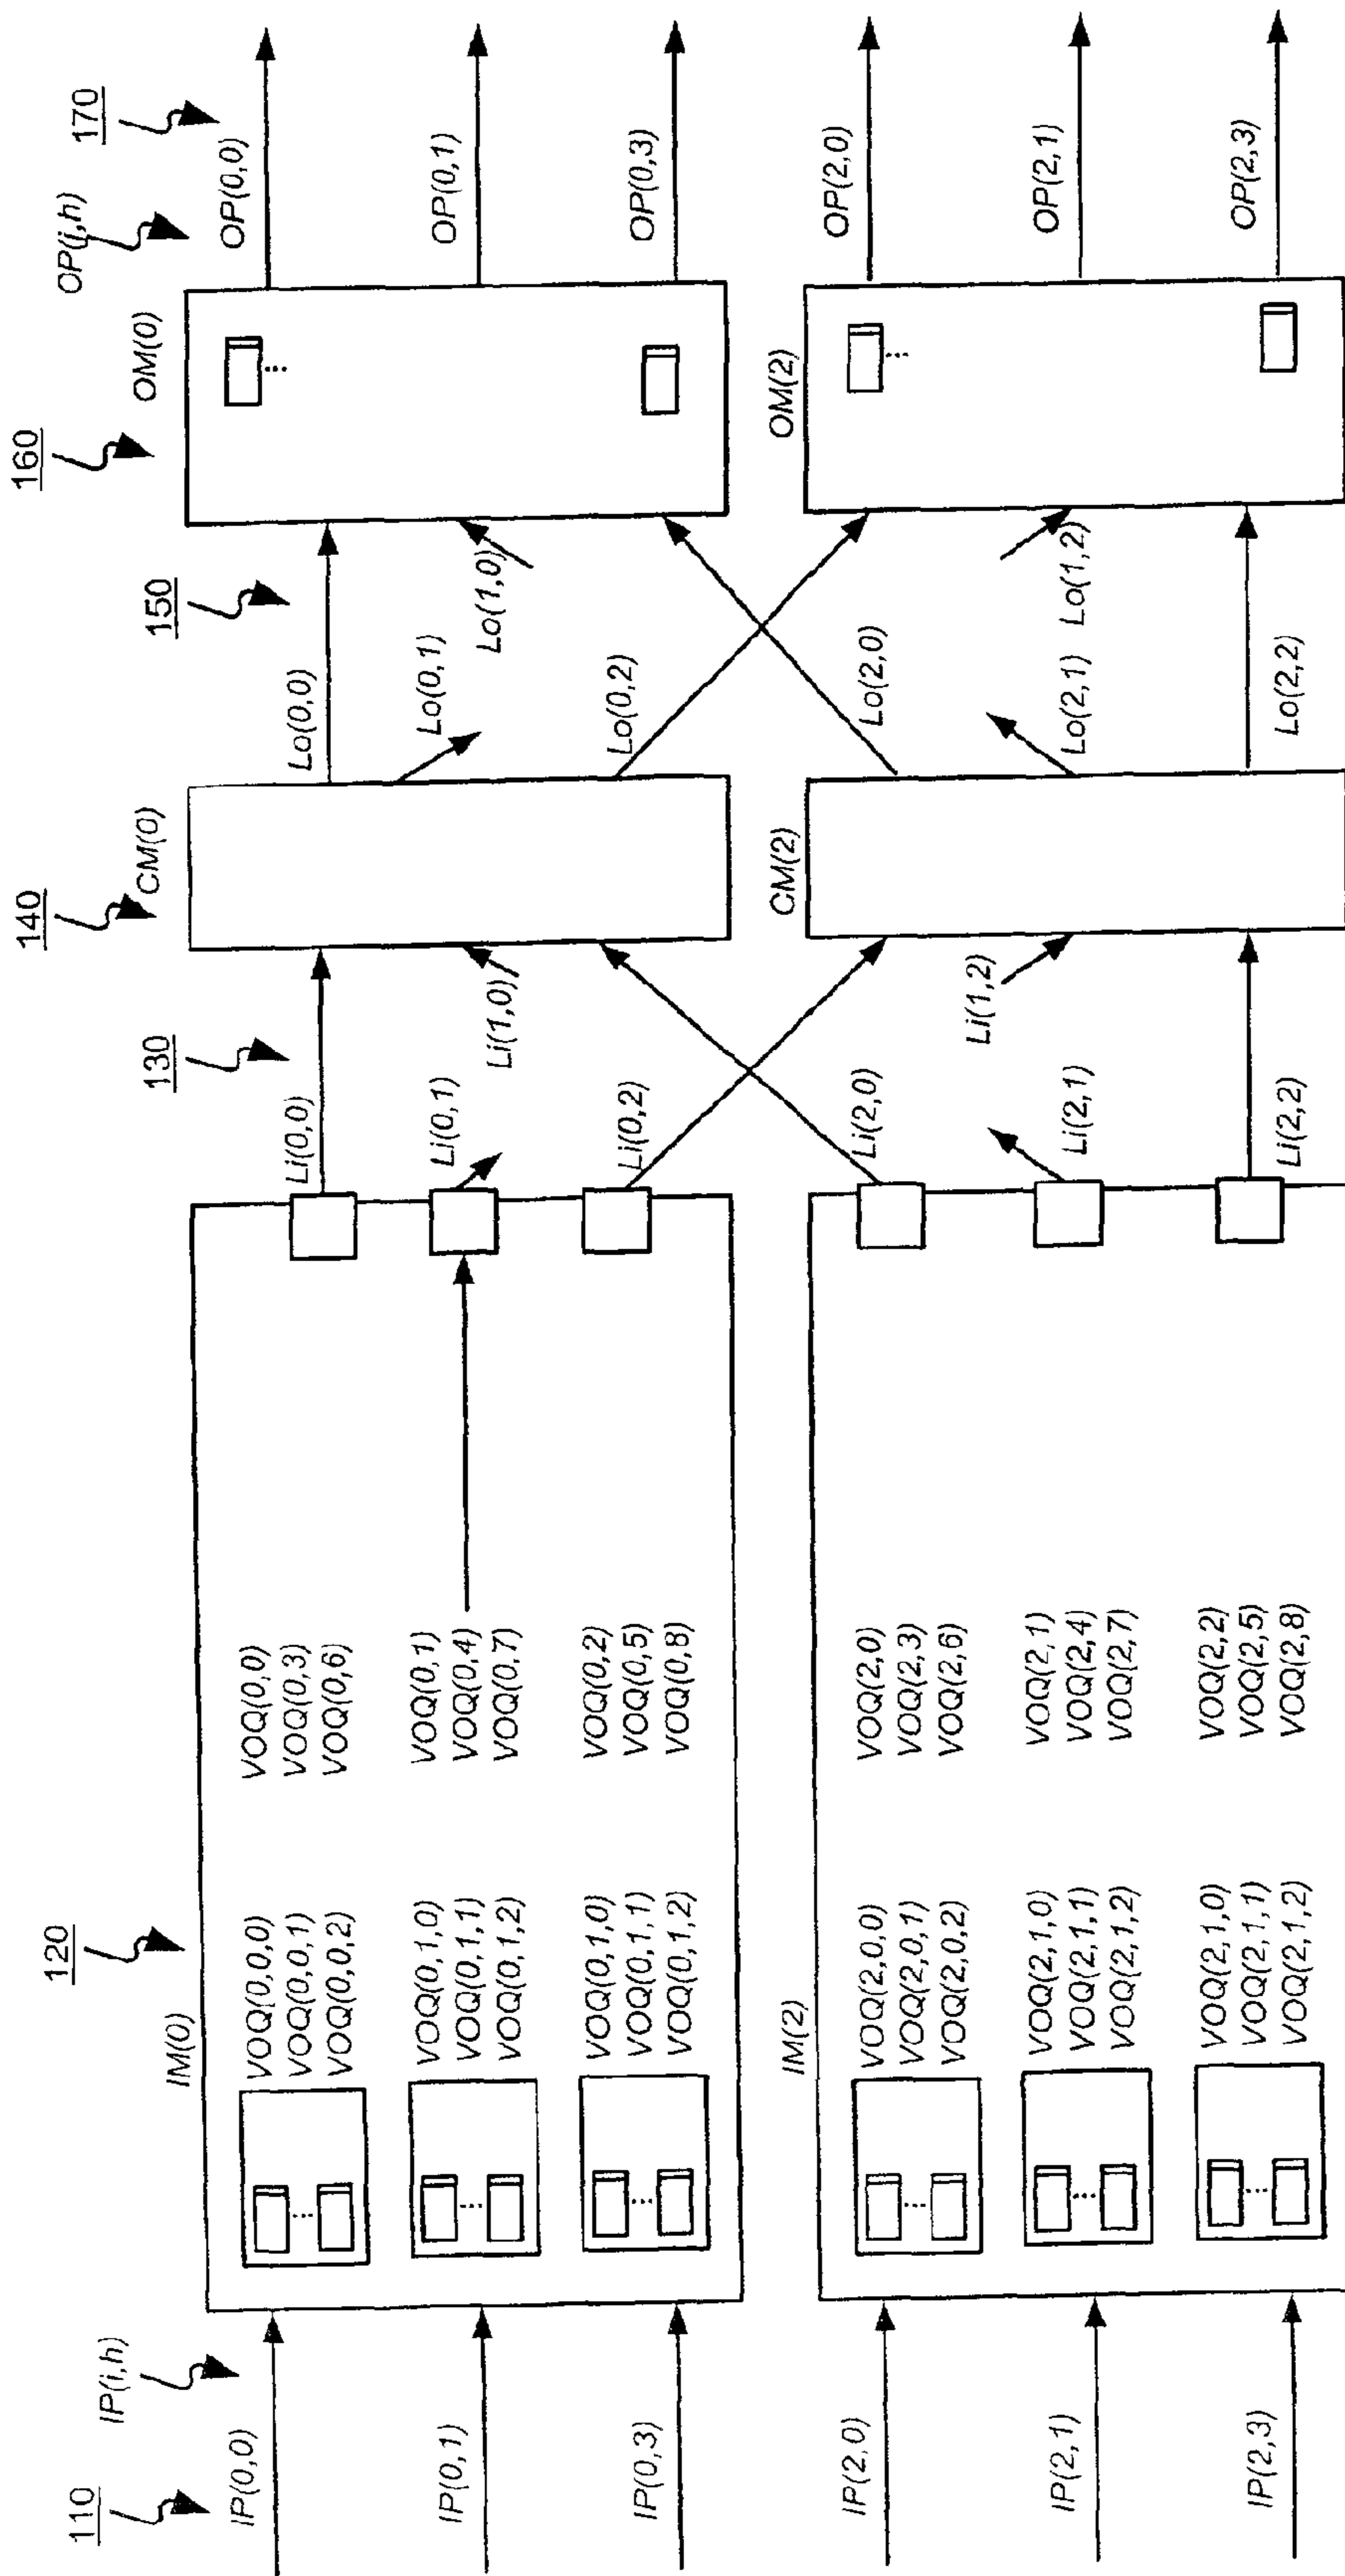 110
IP(i,h)
IP(0,0)
IP(0,1)
IP(0,3)
IP(2,0)
IP(2,1)
IP(2,3)
120
IM(0)
VOQ(0,0,0)
VOQ(0,0,1)
VOQ(0,0,2)
VOQ(0,1,0)
VOQ(0,1,1)
VOQ(0,1,2)
VOQ(0,1,0)
VOQ(0,1,1)
VOQ(0,1,2)
IM(2)
VOQ(2,0,0)
VOQ(2,0,1)
VOQ(2,0,2)
VOQ(2,1,0)
VOQ(2,1,1)
VOQ(2,1,2)
VOQ(2,1,0)
VOQ(2,1,1)
VOQ(2,1,2)
VOQ(0,0)
VOQ(0,3)
VOQ(0,6)
VOQ(0,1)
VOQ(0,4)
VOQ(0,7)
VOQ(0,2)
VOQ(0,5)
VOQ(0,8)
VOQ(2,0)
VOQ(2,3)
VOQ(2,6)
VOQ(2,1)
VOQ(2,4)
VOQ(2,7)
VOQ(2,2)
VOQ(2,5)
VOQ(2,8)
130
Li(0,0)
Li(0,1)
Li(1,0)
Li(0,2)
Li(2,0)
Li(1,2)
Li(2,1)
Li(2,2)
140
CM(0)
CM(2)
150
Lo(0,0)
Lo(0,1)
Lo(1,0)
Lo(0,2)
Lo(2,0)
Lo(2,1)
Lo(1,2)
Lo(2,2)
160
OM(0)
OM(2)
OP(j,h)
170
OP(0,0)
OP(0,1)
OP(0,3)
OP(2,0)
OP(2,1)
OP(2,3)